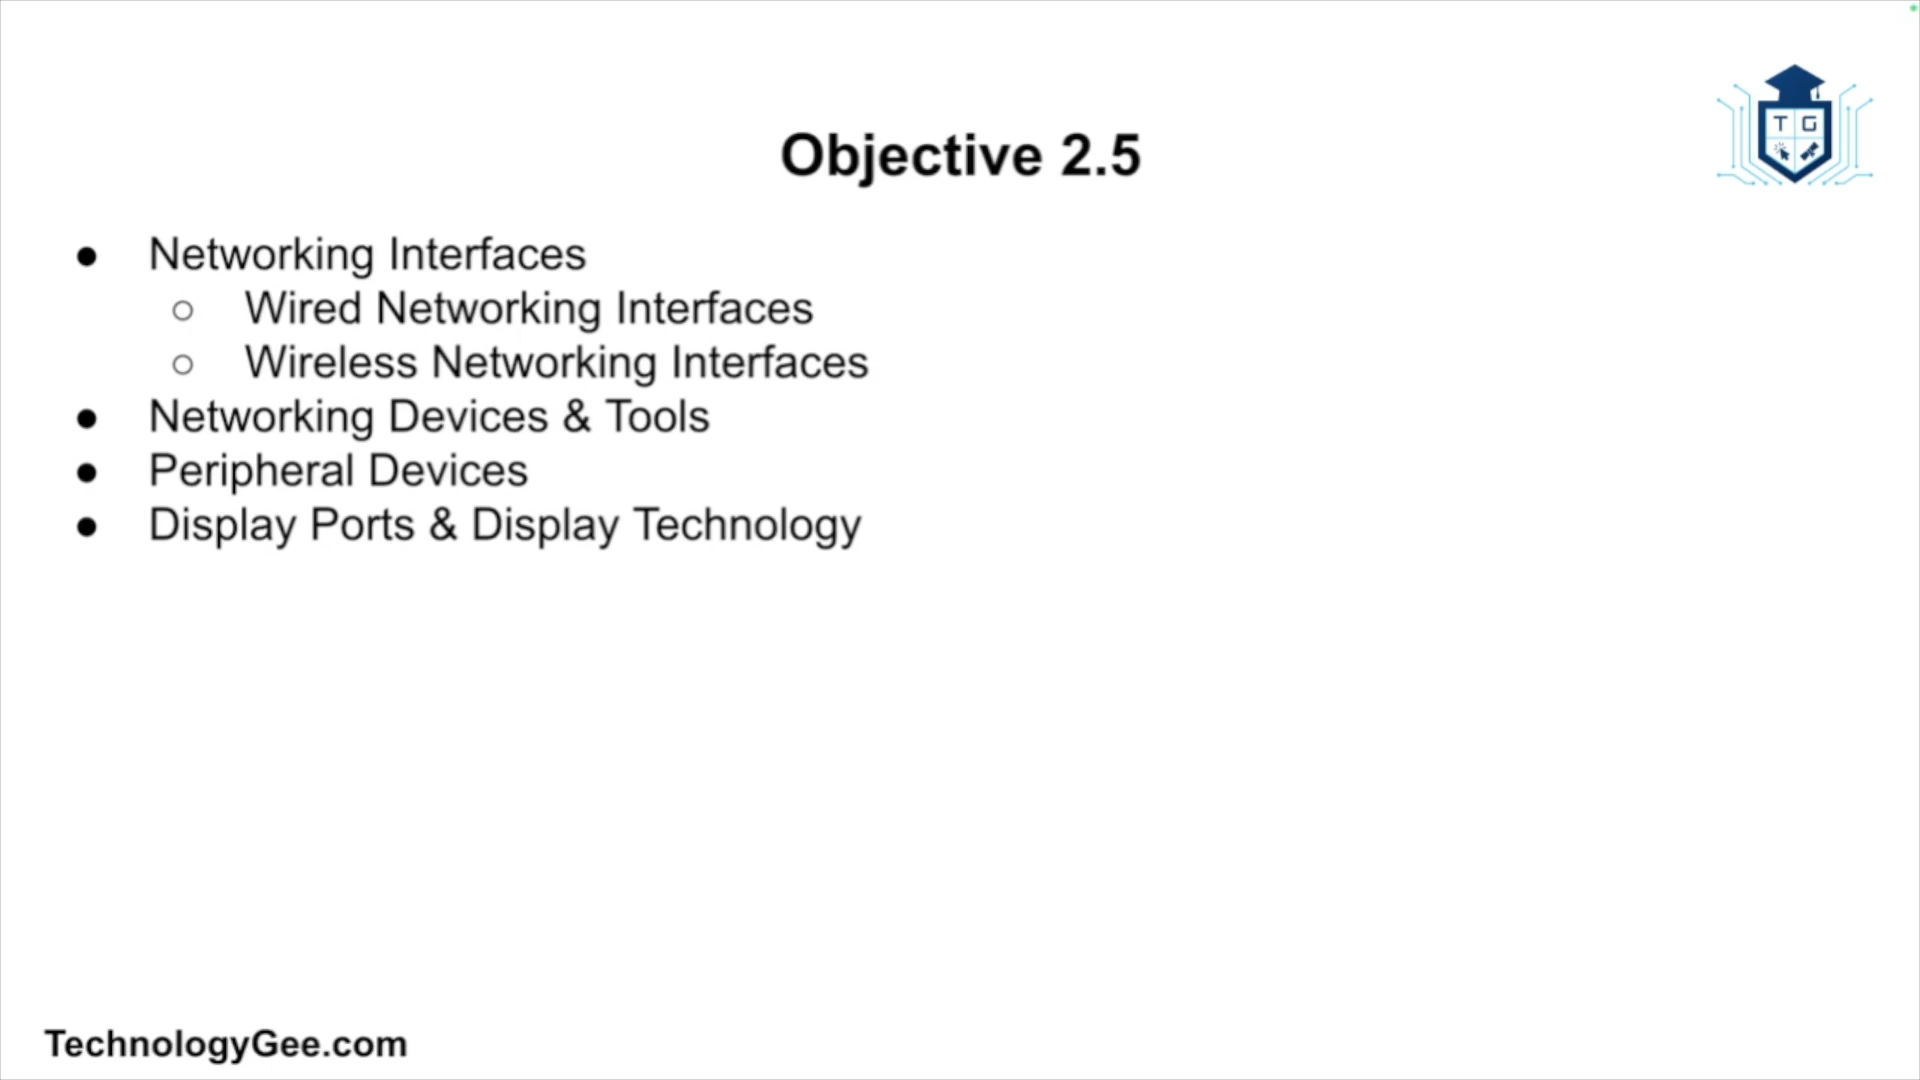 Objective 2.5
T G
● Networking Interfaces
○ Wired Networking Interfaces
○ Wireless Networking Interfaces
● Networking Devices & Tools
● Peripheral Devices
● Display Ports & Display Technology
TechnologyGee.com